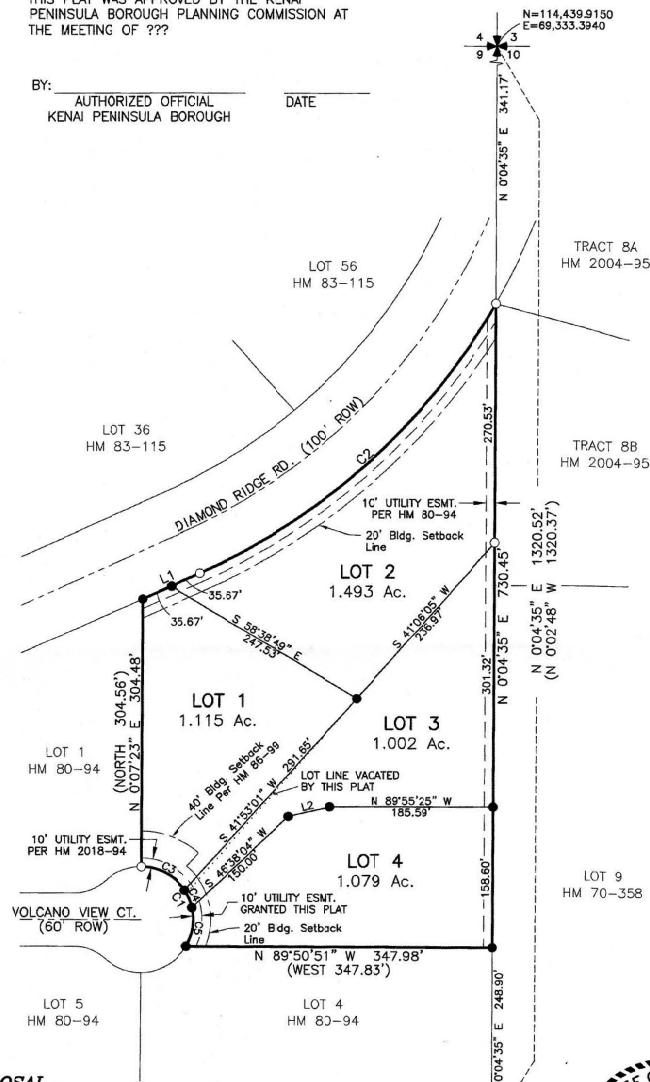 THIS PLAT WAS APPROVED BY THE KENAI
PENINSULA BOROUGH PLANNING COMMISSION AT
THE MEETING OF ???
BY:
AUTHORIZED OFFICIAL
KENAI PENINSULA BOROUGH
DATE
N=114,439.9150
E=69,333.3940
4 3
9 10
N 0°04'35" E 341.17'
TRACT 8A
HM 2004-95
LOT 56
HM 83-115
LOT 36
HM 83-115
DIAMOND RIDGE RD. (100' ROW)
C2
270.53'
TRACT 8B
HM 2004-95
10' UTILITY ESMT.
PER HM 80-94
20' Bldg. Setback
Line
L1
35.67'
35.67'
LOT 2
1.493 Ac.
S 58°38'49" E
247.53'
S 41°06'05" W
236.97'
N 0°04'35" E 730.45'
N 0°04'35" E 1320.52'
(N 0°02'48" W 1320.37')
301.32'
(NORTH 304.56')
N 0°07'23" E 304.48'
LOT 1
1.115 Ac.
LOT 3
1.002 Ac.
LOT 1
HM 80-94
40' Bldg Setback
Line Per HM 86-99
S 41°53'01" W 291.65'
LOT LINE VACATED
BY THIS PLAT
L2
N 89°55'25" W
185.59'
S 46°38'04" W
150.00'
10' UTILITY ESMT.
PER HM 2018-94
C3
C4
C1
C5
LOT 4
1.079 Ac.
158.60'
LOT 9
HM 70-358
VOLCANO VIEW CT.
(60' ROW)
10' UTILITY ESNT.
GRANTED THIS PLAT
20' Bldg. Setback
Line
N 89°50'51" W 347.98'
(WEST 347.83')
LOT 5
HM 80-94
LOT 4
HM 80-94
0°04'35" E 248.90'